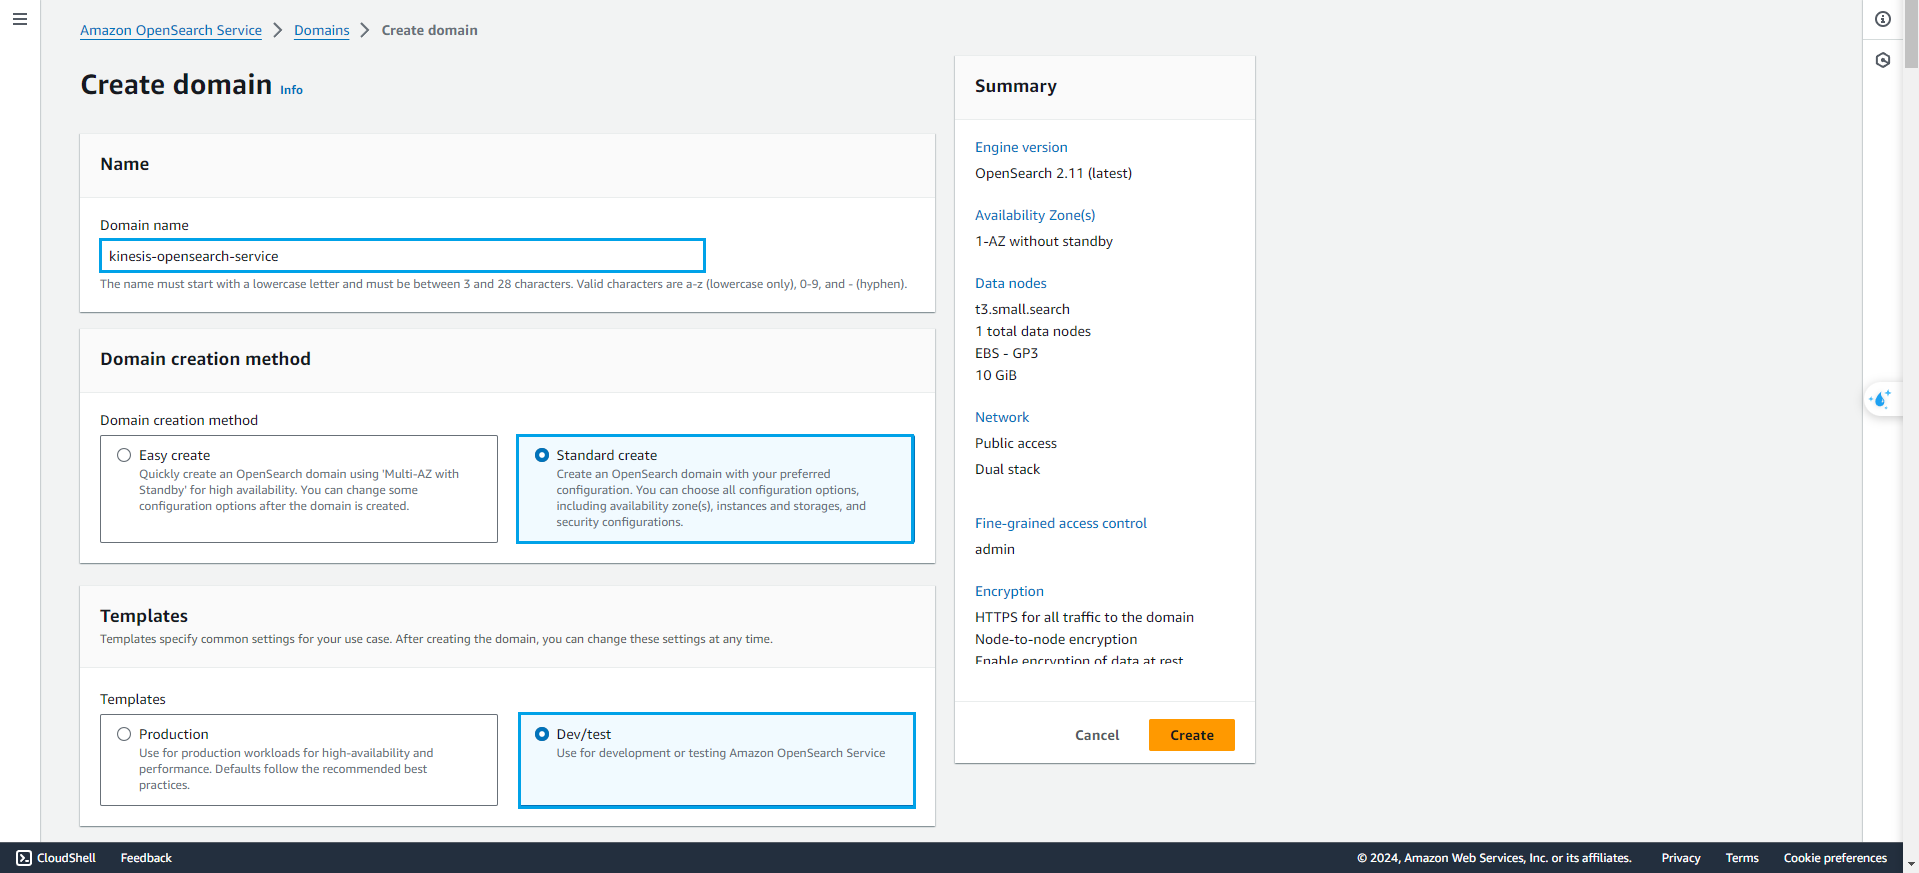 Amazon OpenSearch Service > Domains > Create domain
Create domain Info
Name
Domain name
kinesis-opensearch-service
The name must start with a lowercase letter and must be between 3 and 28 characters. Valid characters are a-z (lowercase only), 0-9, and - (hyphen).
Domain creation method
Domain creation method
Easy create
Quickly create an OpenSearch domain using 'Multi-AZ with
Standby' for high availability. You can change some
configuration options after the domain is created.
Standard create
Create an OpenSearch domain with your preferred
configuration. You can choose all configuration options,
including availability zone(s), instances and storages, and
security configurations.
Templates
Templates specify common settings for your use case. After creating the domain, you can change these settings at any time.
Templates
Production
Use for production workloads for high-availability and
performance. Defaults follow the recommended best
practices.
Dev/test
Use for development or testing Amazon OpenSearch Service
Summary
Engine version
OpenSearch 2.11 (latest)
Availability Zone(s)
1-AZ without standby
Data nodes
t3.small.search
1 total data nodes
EBS - GP3
10 GiB
Network
Public access
Dual stack
Fine-grained access control
admin
Encryption
HTTPS for all traffic to the domain
Node-to-node encryption
Enable encryption of data at rest
Cancel
Create
CloudShell
Feedback
© 2024, Amazon Web Services, Inc. or its affiliates.
Privacy
Terms
Cookie preferences